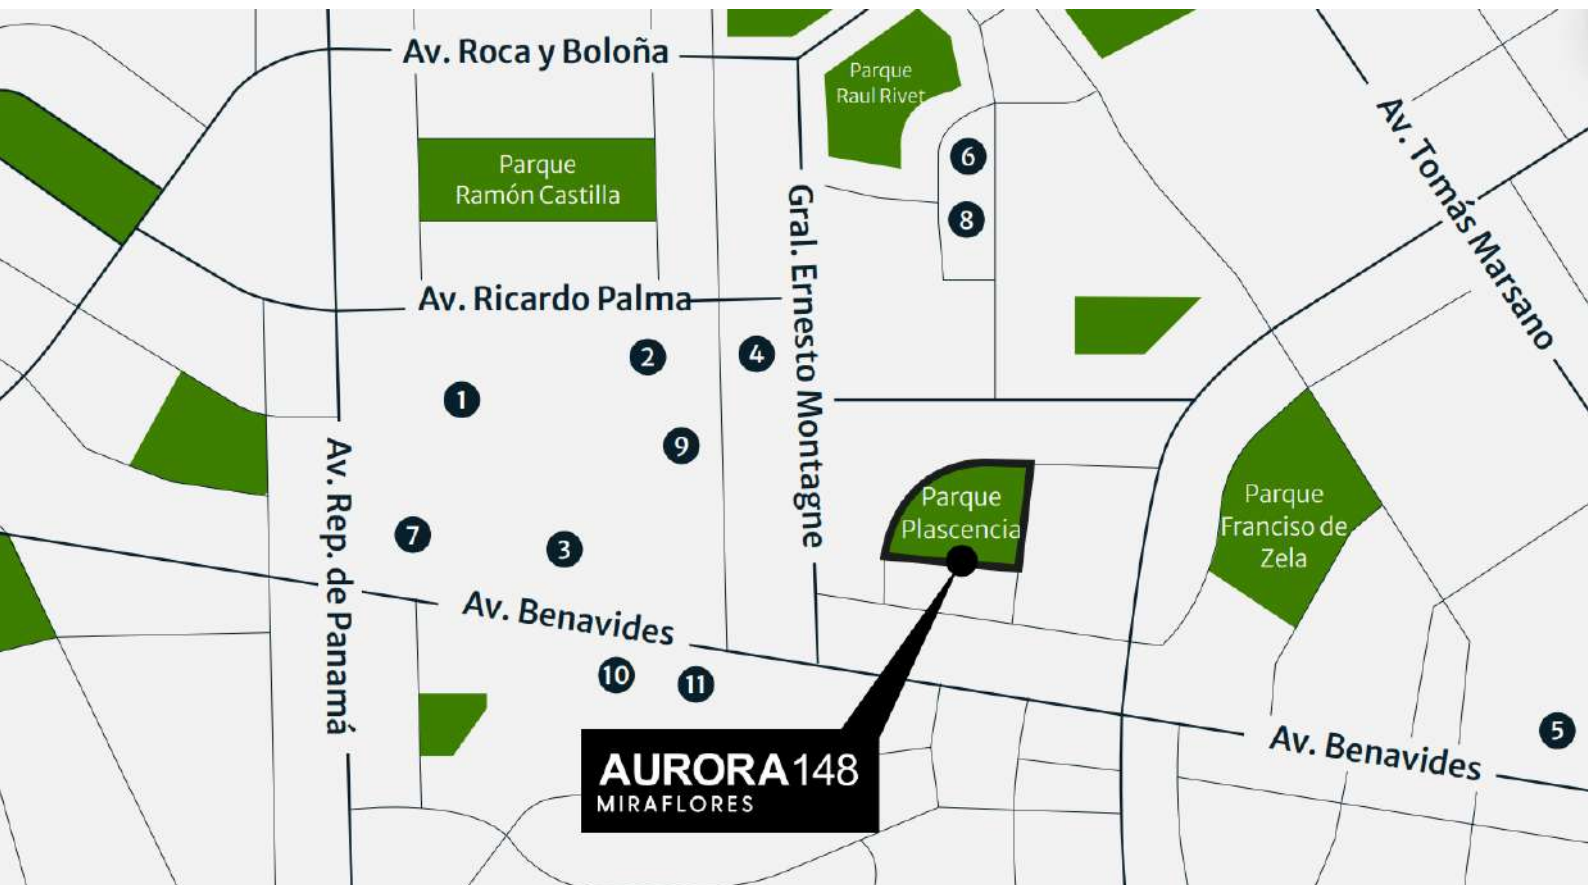 Av. Roca y Boloña
Parque
Raul Rivet
Av. Tomás Marsano
6
Parque
Ramón Castilla
8
Gral. Ernesto Montagne
Av. Ricardo Palma
2
4
1
9
Av. Rep. de Panamá
Parque
Plascencia
Parque
Franciso de
Zela
7
3
Av. Benavides
10
11
5
Av. Benavides
AURORA148
MIRAFLORES